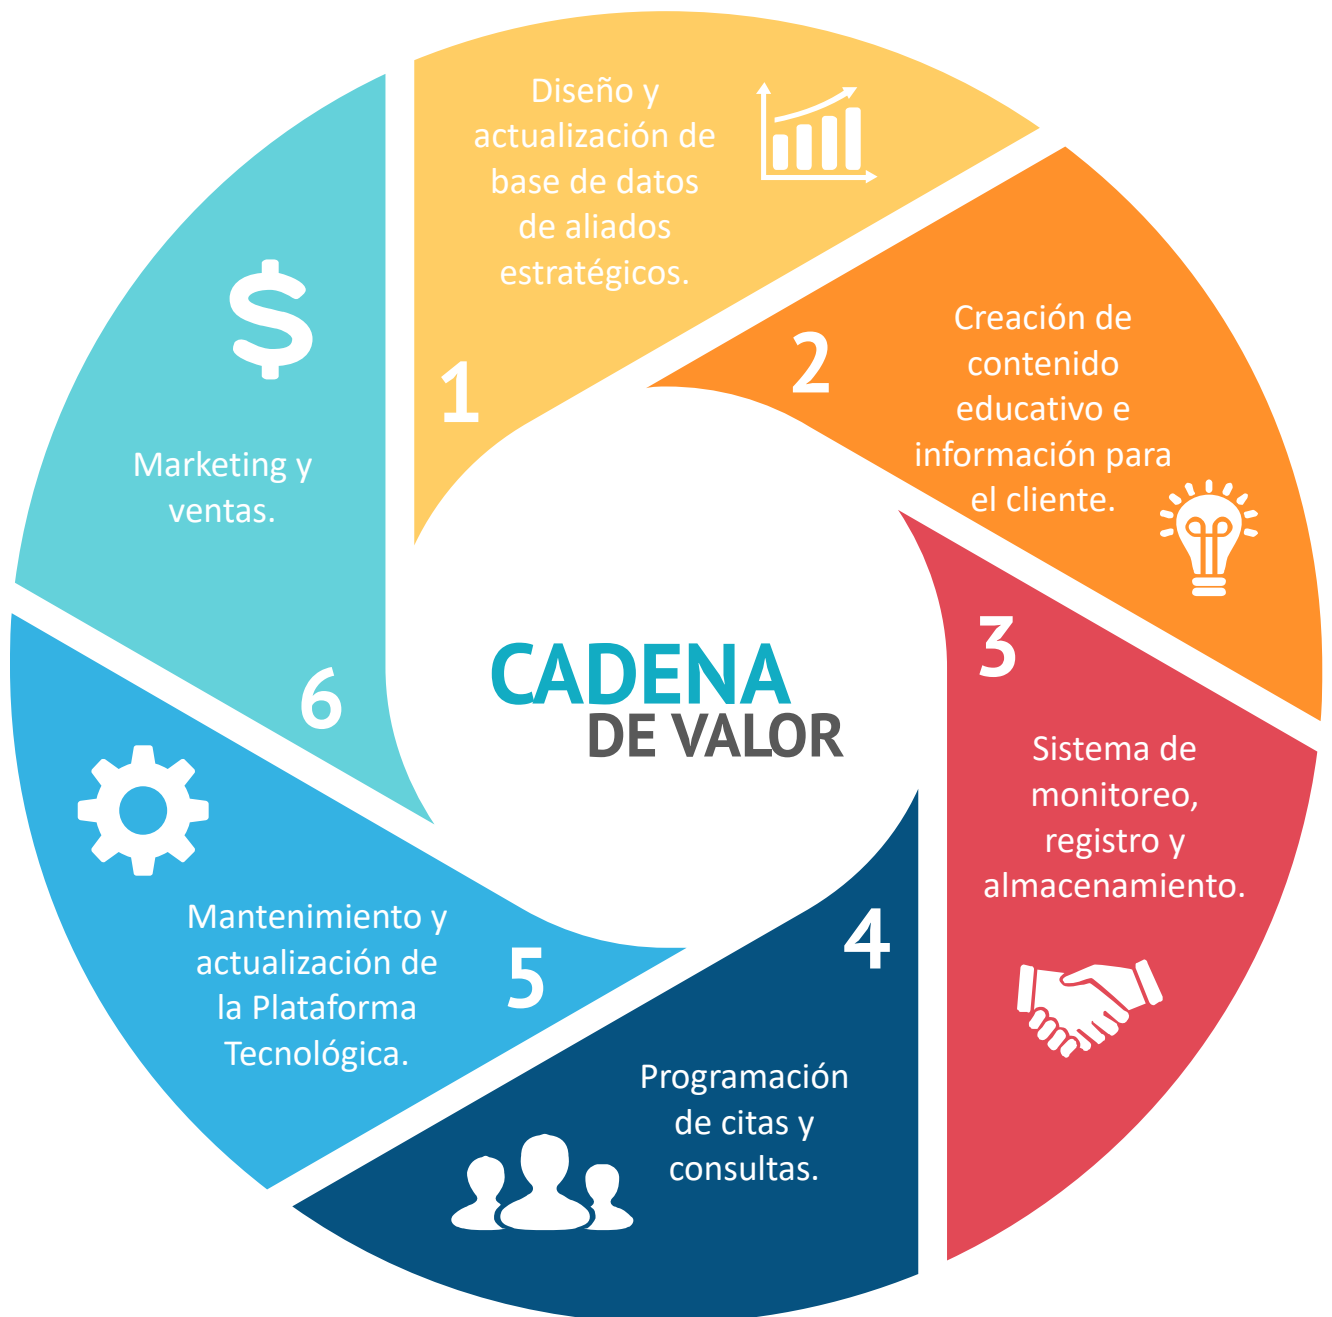 Diseño y
actualización de
base de datos
de aliados
estratégicos.
1
2
Creación de
contenido
educativo e
información para
el cliente.
3
Sistema de
monitoreo,
registro y
almacenamiento.
4
Programación
de citas y
consultas.
5
Mantenimiento y
actualización de
la Plataforma
Tecnológica.
6
Marketing y
ventas.
$
CADENA
DE VALOR